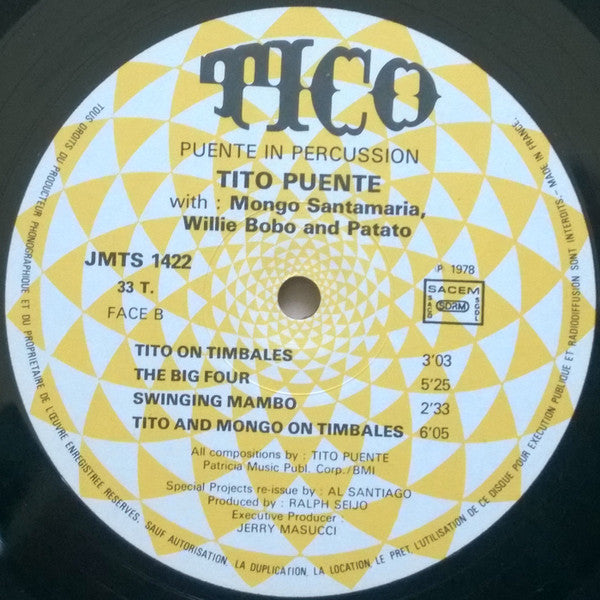 TICO
PUENTE IN PERCUSSION
TITO PUENTE
with : Mongo Santamaria,
Willie Bobo and Patato
JMTS 1422
33 T.
FACE B
℗ 1978
SACEM
SACD SDRM SGDL
TITO ON TIMBALES 3'03
THE BIG FOUR 5'25
SWINGING MAMBO 2'33
TITO AND MONGO ON TIMBALES 6'05
All compositions by : TITO PUENTE
Patricia Music Publ. Corp./BMI
Special Projects re-issue by : AL SANTIAGO
Produced by : RALPH SEIJO
Executive Producer :
JERRY MASUCCI
TOUS DROITS DU PRODUCTEUR PHONOGRAPHIQUE ET DU PROPRIETAIRE DE L'ŒUVRE ENREGISTREE RESERVES. SAUF AUTORISATION, LA DUPLICATION, LA LOCATION, LE PRET, L'UTILISATION DE CE DISQUE POUR EXECUTION PUBLIQUE ET RADIODIFFUSION SONT INTERDITS. - MADE IN FRANCE.